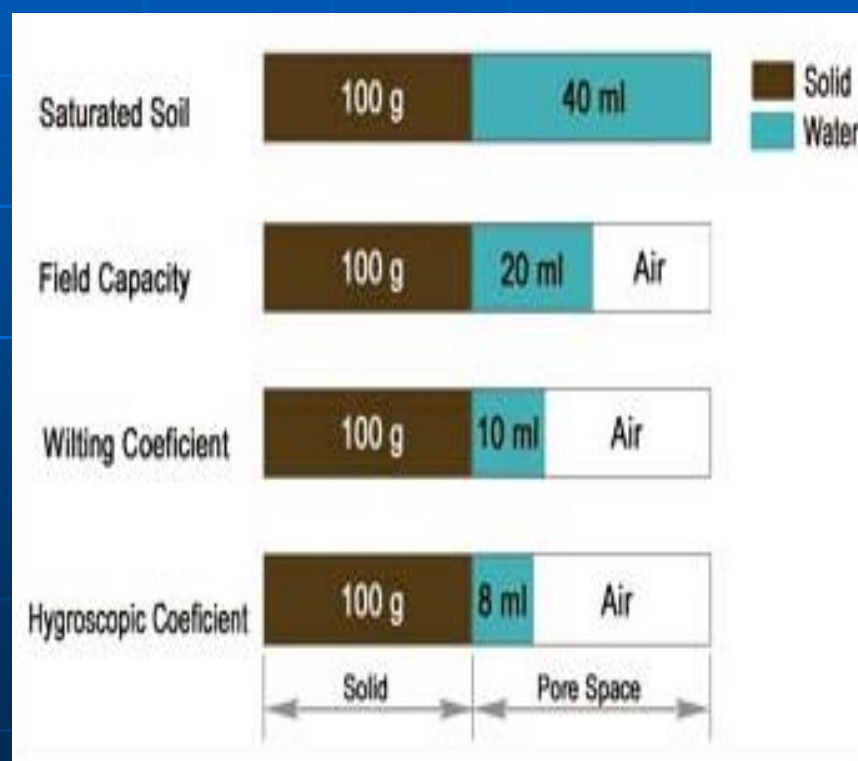 Saturated Soil 100 g 40 ml
Solid
Water
Field Capacity 100 g 20 ml Air
Wilting Coeficient 100 g 10 ml Air
Hygroscopic Coeficient 100 g 8 ml Air
Solid Pore Space